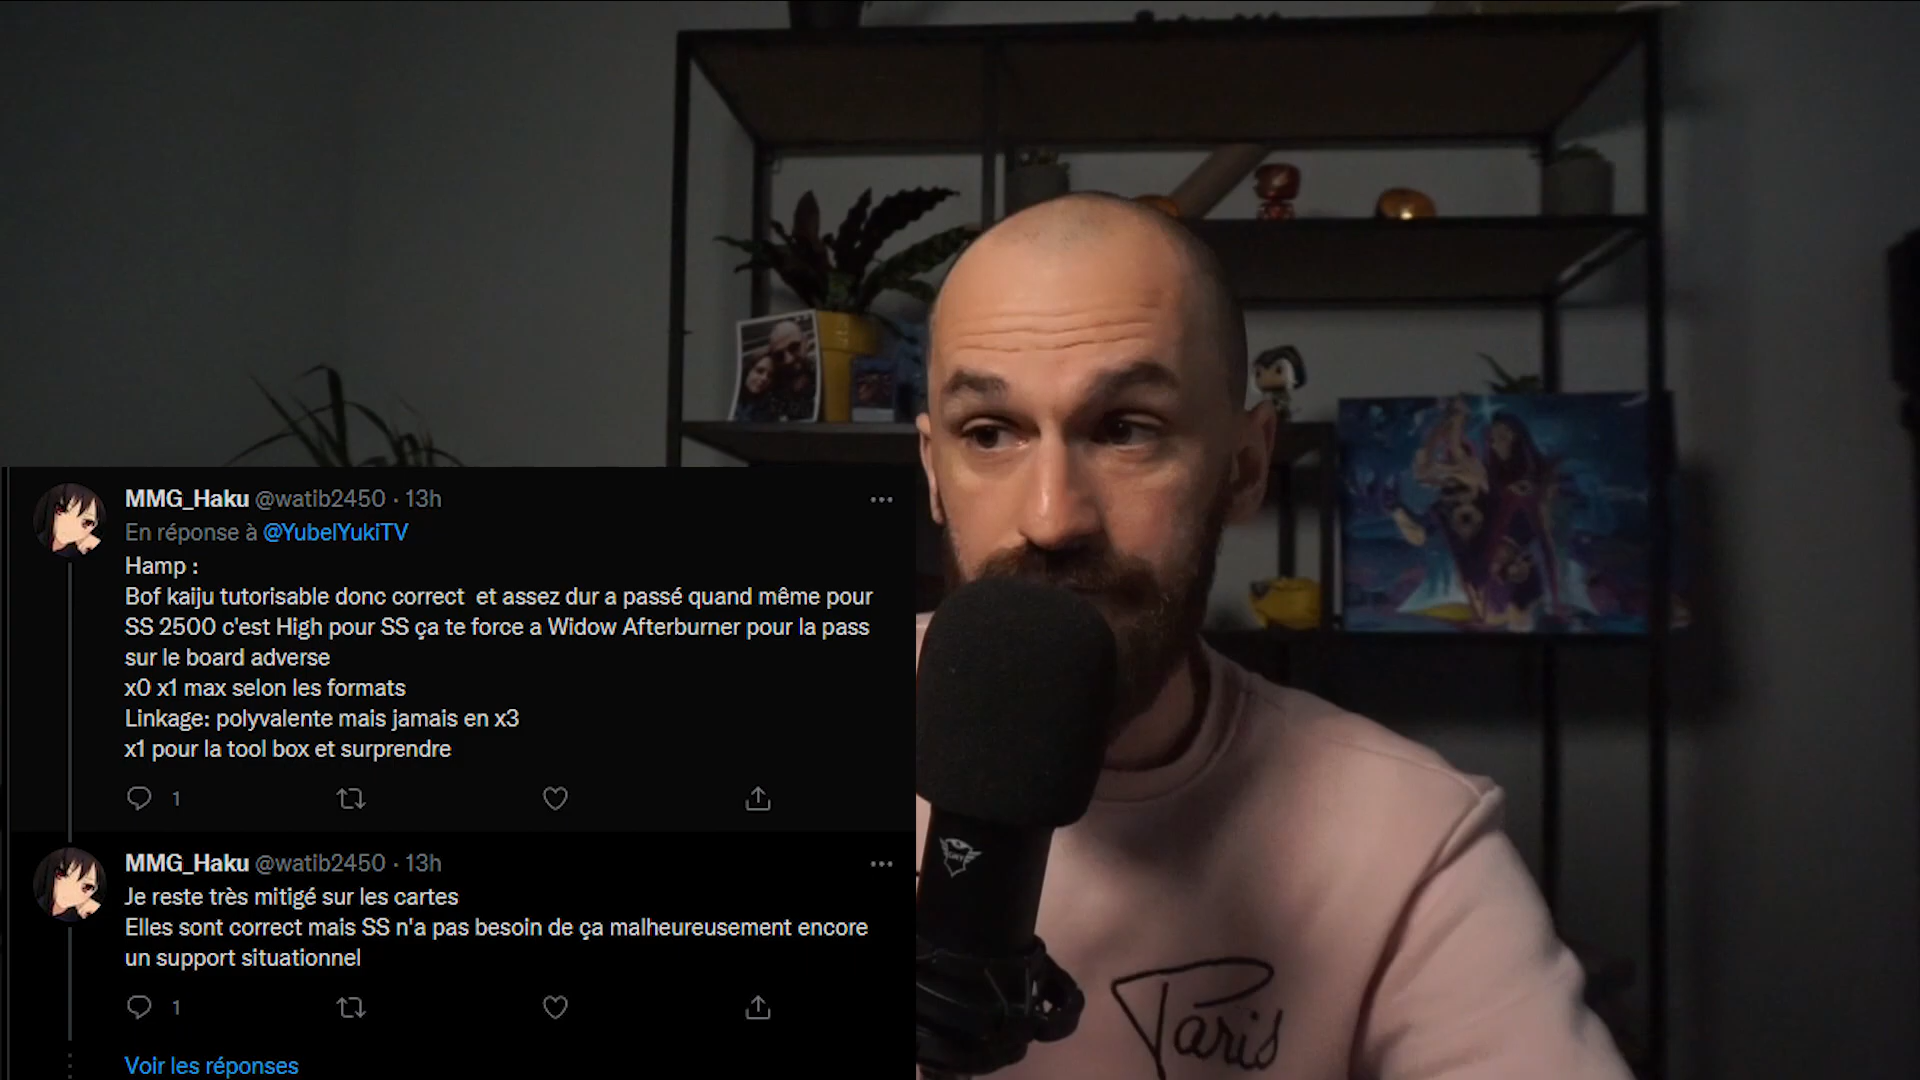 MMG_Haku @watib2450 · 13h
En réponse à @YubelYukiTV
Hamp :
Bof kaiju tutorisable donc correct  et assez dur a passé quand même pour
SS 2500 c'est High pour SS ça te force a Widow Afterburner pour la pass
sur le board adverse
x0 x1 max selon les formats
Linkage: polyvalente mais jamais en x3
x1 pour la tool box et surprendre
1
MMG_Haku @watib2450 · 13h
Je reste très mitigé sur les cartes
Elles sont correct mais SS n'a pas besoin de ça malheureusement encore
un support situationnel
1
Voir les réponses
Paris